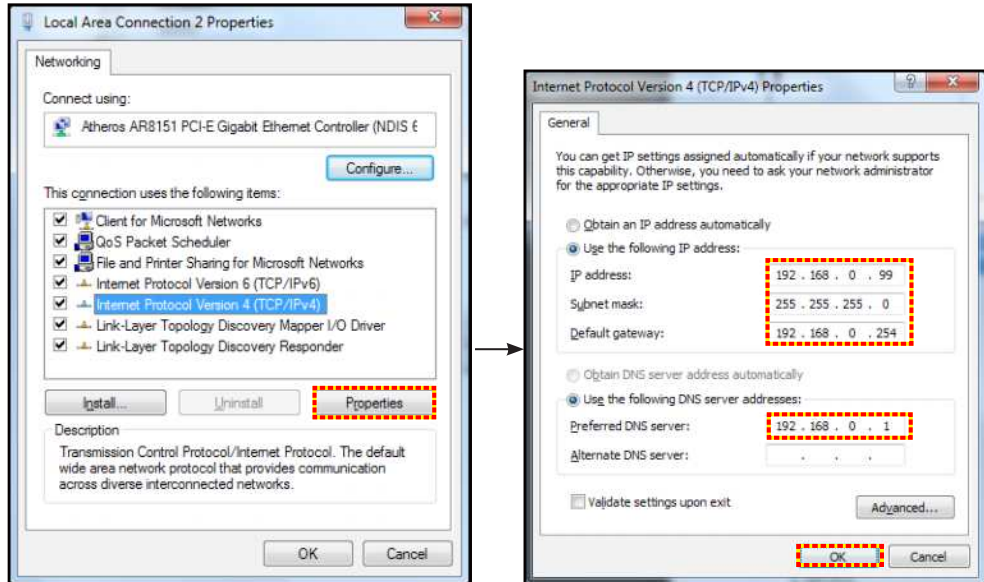 Local Area Connection 2 Properties
Networking
Connect using:
Atheros AR8151 PCI-E Gigabit Ethernet Controller (NDIS 6
Configure...
This connection uses the following items:
Client for Microsoft Networks
QoS Packet Scheduler
File and Printer Sharing for Microsoft Networks
Internet Protocol Version 6 (TCP/IPv6)
Internet Protocol Version 4 (TCP/IPv4)
Link-Layer Topology Discovery Mapper I/O Driver
Link-Layer Topology Discovery Responder
Install...
Uninstall
Properties
Description
Transmission Control Protocol/Internet Protocol. The default
wide area network protocol that provides communication
across diverse interconnected networks.
OK
Cancel
Internet Protocol Version 4 (TCP/IPv4) Properties
General
You can get IP settings assigned automatically if your network supports
this capability. Otherwise, you need to ask your network administrator
for the appropriate IP settings.
Obtain an IP address automatically
Use the following IP address:
IP address: 192 . 168 . 0 . 99
Subnet mask: 255 . 255 . 255 . 0
Default gateway: 192 . 168 . 0 . 254
Obtain DNS server address automatically
Use the following DNS server addresses:
Preferred DNS server: 192 . 168 . 0 . 1
Alternate DNS server: . . .
Validate settings upon exit
Advanced...
OK
Cancel